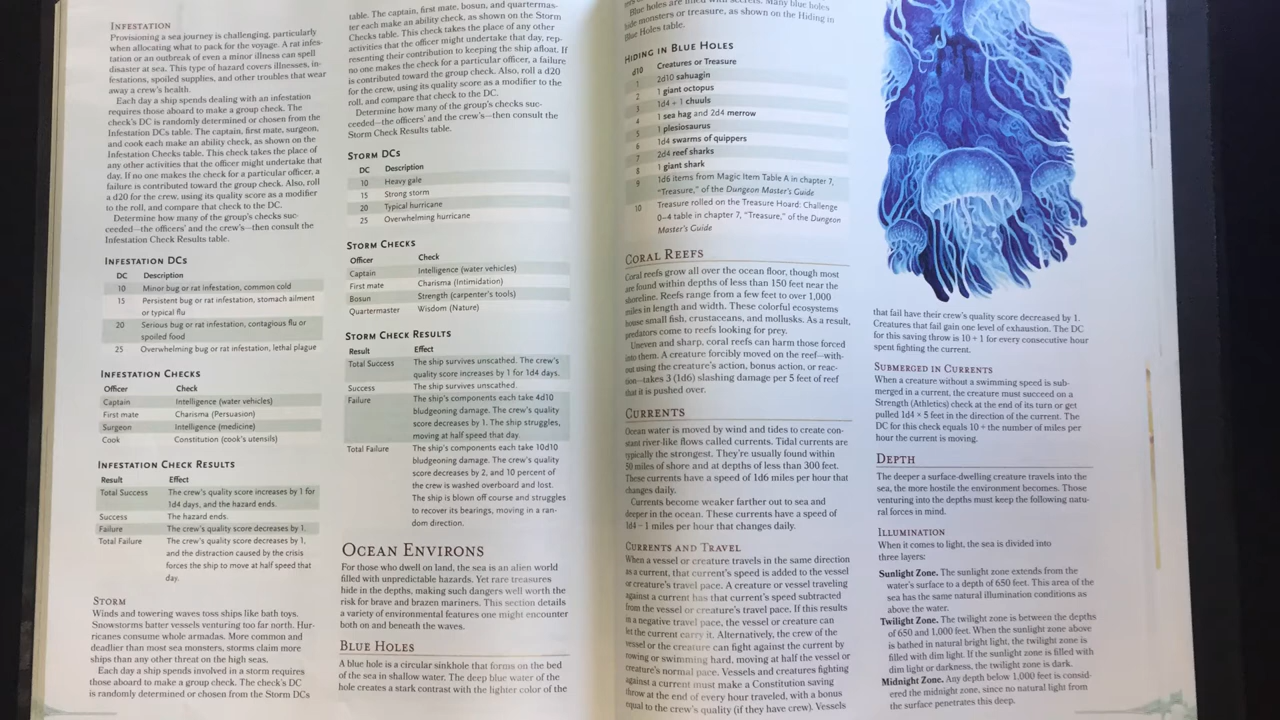 INFESTATION
Provisioning a sea journey is challenging, particularly
when allocating what to pack for the voyage. A rat infes-
tation or an outbreak of even a minor illness can spell
disaster at sea. This type of hazard covers illnesses, in-
festations, spoiled supplies, and other troubles that wear
away a crew's health.
Each day a ship spends dealing with an infestation
requires those aboard to make a group check. The
check's DC is randomly determined or chosen from the
Infestation DCs table. The captain, first mate, surgeon,
and cook each make an ability check, as shown on the
Infestation Checks table. This check takes the place of
any other activities that the officer might undertake that
day. If no one makes the check for a particular officer, a
failure is contributed toward the group check. Also, roll
a d20 for the crew, using its quality score as a modifier
to the roll, and compare that check to the DC.
Determine how many of the group's checks suc-
ceeded—the officers' and the crew's—then consult the
Infestation Check Results table.
INFESTATION DCS
DC Description
10 Minor bug or rat infestation, common cold
15 Persistent bug or rat infestation, stomach ailment
or typical flu
20 Serious bug or rat infestation, contagious flu or
spoiled food
25 Overwhelming bug or rat infestation, lethal plague
INFESTATION CHECKS
Officer Check
Captain Intelligence (water vehicles)
First mate Charisma (Persuasion)
Surgeon Intelligence (medicine)
Cook Constitution (cook's utensils)
INFESTATION CHECK RESULTS
Result Effect
Total Success The crew's quality score increases by 1 for
1d4 days, and the hazard ends.
Success The hazard ends.
Failure The crew's quality score decreases by 1.
Total Failure The crew's quality score decreases by 1,
and the distraction caused by the crisis
forces the ship to move at half speed that
day.
STORM
Winds and towering waves toss ships like bath toys.
Snowstorms batter vessels venturing too far north. Hur-
ricanes consume whole armadas. More common and
deadlier than most sea monsters, storms claim more
ships than any other threat on the high seas.
Each day a ship spends involved in a storm requires
those aboard to make a group check. The check's DC
is randomly determined or chosen from the Storm DCs
table. The captain, first mate, bosun, and quartermas-
ter each make an ability check, as shown on the Storm
Checks table. This check takes the place of any other
activities that the officer might undertake that day, rep-
resenting their contribution to keeping the ship afloat. If
no one makes the check for a particular officer, a failure
is contributed toward the group check. Also, roll a d20
for the crew, using its quality score as a modifier to the
roll, and compare that check to the DC.
Determine how many of the group's checks suc-
ceeded—the officers' and the crew's—then consult the
Storm Check Results table.
STORM DCS
DC Description
10 Heavy gale
15 Strong storm
20 Typical hurricane
25 Overwhelming hurricane
STORM CHECKS
Officer Check
Captain Intelligence (water vehicles)
First mate Charisma (Intimidation)
Bosun Strength (carpenter's tools)
Quartermaster Wisdom (Nature)
STORM CHECK RESULTS
Result Effect
Total Success The ship survives unscathed. The crew's
quality score increases by 1 for 1d4 days.
Success The ship survives unscathed.
Failure The ship's components each take 4d10
bludgeoning damage. The crew's quality
score decreases by 1. The ship struggles,
moving at half speed that day.
Total Failure The ship's components each take 10d10
bludgeoning damage. The crew's quality
score decreases by 2, and 10 percent of
the crew is washed overboard and lost.
The ship is blown off course and struggles
to recover its bearings, moving in a ran-
dom direction.
OCEAN ENVIRONS
For those who dwell on land, the sea is an alien world
filled with unpredictable hazards. Yet rare treasures
hide in the depths, making such dangers well worth the
risk for brave and brazen mariners. This section details
a variety of environmental features one might encounter
both on and beneath the waves.
BLUE HOLES
A blue hole is a circular sinkhole that forms on the bed
of the sea in shallow water. The deep blue water of the
hole creates a stark contrast with the lighter color of the
Blue holes are filled with secrets. Many blue holes
hide monsters or treasure, as shown on the Hiding in
Blue Holes table.
HIDING IN BLUE HOLES
d10 Creatures or Treasure
1 2d10 sahuagin
2 1 giant octopus
3 1d4 + 1 chuuls
4 1 sea hag and 2d4 merrow
5 1 plesiosaurus
6 1d4 swarms of quippers
7 2d4 reef sharks
8 1 giant shark
9 1d6 items from Magic Item Table A in chapter 7,
"Treasure," of the Dungeon Master's Guide
10 Treasure rolled on the Treasure Hoard: Challenge
0–4 table in chapter 7, "Treasure," of the Dungeon
Master's Guide
CORAL REEFS
Coral reefs grow all over the ocean floor, though most
are found within depths of less than 150 feet near the
shoreline. Reefs range from a few feet to over 1,000
miles in length and width. These colorful ecosystems
house small fish, crustaceans, and mollusks. As a result,
predators come to reefs looking for prey.
Uneven and sharp, coral reefs can harm those forced
into them. A creature forcibly moved on the reef—with-
out using the creature's action, bonus action, or reac-
tion—takes 3 (1d6) slashing damage per 5 feet of reef
that it is pushed over.
CURRENTS
Ocean water is moved by wind and tides to create con-
stant river-like flows called currents. Tidal currents are
typically the strongest. They're usually found within
50 miles of shore and at depths of less than 300 feet.
These currents have a speed of 1d6 miles per hour that
changes daily.
Currents become weaker farther out to sea and
deeper in the ocean. These currents have a speed of
1d4 − 1 miles per hour that changes daily.
CURRENTS AND TRAVEL
When a vessel or creature travels in the same direction
as a current, that current's speed is added to the vessel
or creature's travel pace. A creature or vessel traveling
against a current has that current's speed subtracted
from the vessel or creature's travel pace. If this results
in a negative travel pace, the vessel or creature can
let the current carry it. Alternatively, the crew of the
vessel or the creature can fight against the current by
rowing or swimming hard, moving at half the vessel or
creature's normal pace. Vessels and creatures fighting
against a current must make a Constitution saving
throw at the end of every hour traveled, with a bonus
equal to the crew's quality (if they have crew). Vessels
that fail have their crew's quality score decreased by 1.
Creatures that fail gain one level of exhaustion. The DC
for this saving throw is 10 + 1 for every consecutive hour
spent fighting the current.
SUBMERGED IN CURRENTS
When a creature without a swimming speed is sub-
merged in a current, the creature must succeed on a
Strength (Athletics) check at the end of its turn or get
pulled 1d4 × 5 feet in the direction of the current. The
DC for this check equals 10 + the number of miles per
hour the current is moving.
DEPTH
The deeper a surface-dwelling creature travels into the
sea, the more hostile the environment becomes. Those
venturing into the depths must keep the following natu-
ral forces in mind.
ILLUMINATION
When it comes to light, the sea is divided into
three layers:
Sunlight Zone. The sunlight zone extends from the
water's surface to a depth of 650 feet. This area of the
sea has the same natural illumination conditions as
above the water.
Twilight Zone. The twilight zone is between the depths
of 650 and 1,000 feet. When the sunlight zone above
is bathed in natural bright light, the twilight zone is
filled with dim light. If the sunlight zone is filled with
dim light or darkness, the twilight zone is dark.
Midnight Zone. Any depth below 1,000 feet is consid-
ered the midnight zone, since no natural light from
the surface penetrates this deep.